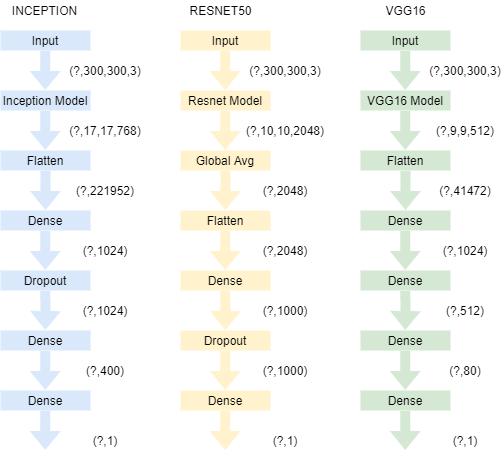 INCEPTION
Input
(?,300,300,3)
Inception Model
(?,17,17,768)
Flatten
(?,221952)
Dense
(?,1024)
Dropout
(?,1024)
Dense
(?,400)
Dense
(?,1)
RESNET50
Input
(?,300,300,3)
Resnet Model
(?,10,10,2048)
Global Avg
(?,2048)
Flatten
(?,2048)
Dense
(?,1000)
Dropout
(?,1000)
Dense
(?,1)
VGG16
Input
(?,300,300,3)
VGG16 Model
(?,9,9,512)
Flatten
(?,41472)
Dense
(?,1024)
Dense
(?,512)
Dense
(?,80)
Dense
(?,1)